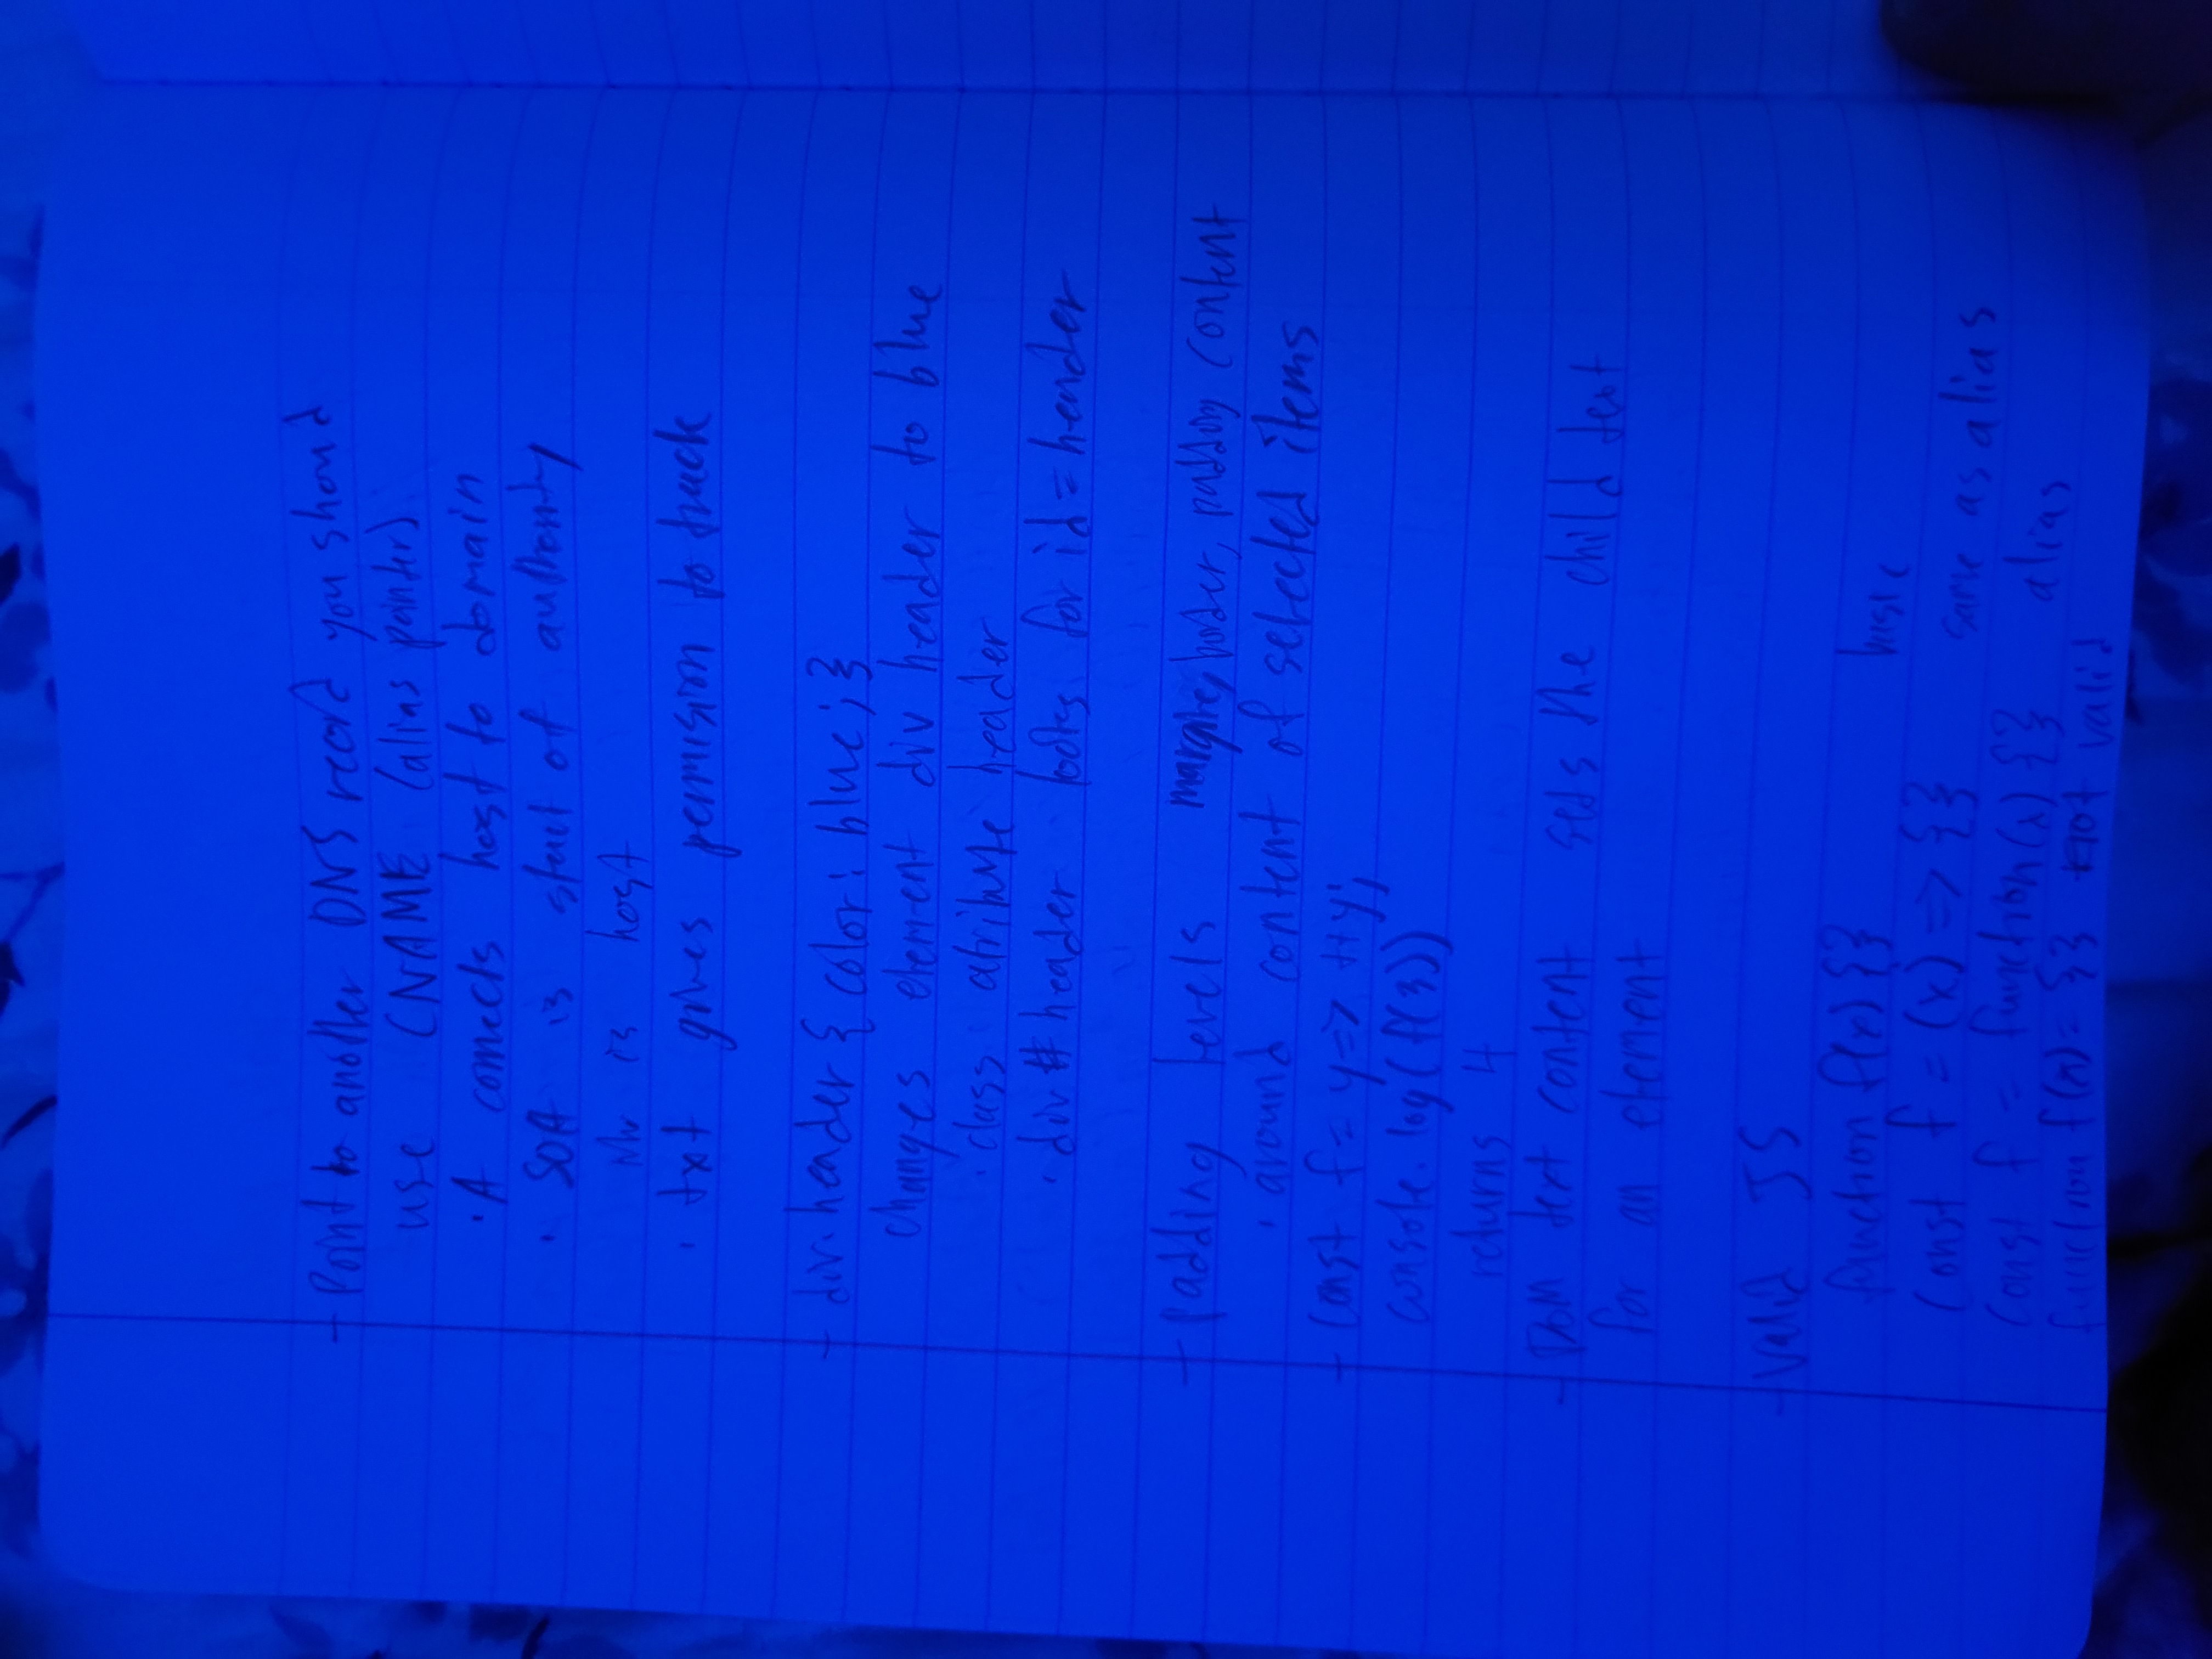 - Point to another DNS record you should
use CNAME (alias pointer)
· A connects host to domain
· SOA is start of authority
is host
· txt gives permision to track
- div.header { color: blue; }
changes element div header to blue
· class atribute header
· div # header looks for id = header
- padding levels margine, border, padding content
· around content of selected items
- const f = y => ++y;
console.log(f(3))
returns 4
- DOM text content sets the child text
for an element
- valid JS
function f(x) {} basic
const f = (x) => {} same as alias
const f = function(x) {} alias
function f(x) = {} not valid